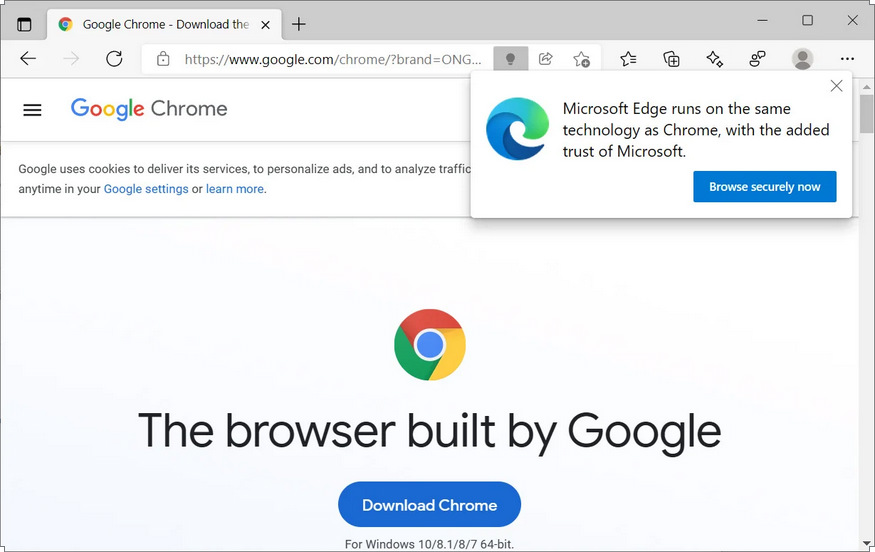 Google Chrome - Download the
https://www.google.com/chrome/?brand=ONG...
Google Chrome
Microsoft Edge runs on the same
technology as Chrome, with the added
trust of Microsoft.
Browse securely now
Google uses cookies to deliver its services, to personalize ads, and to analyze traffic
anytime in your Google settings or learn more.
The browser built by Google
Download Chrome
For Windows 10/8.1/8/7 64-bit.